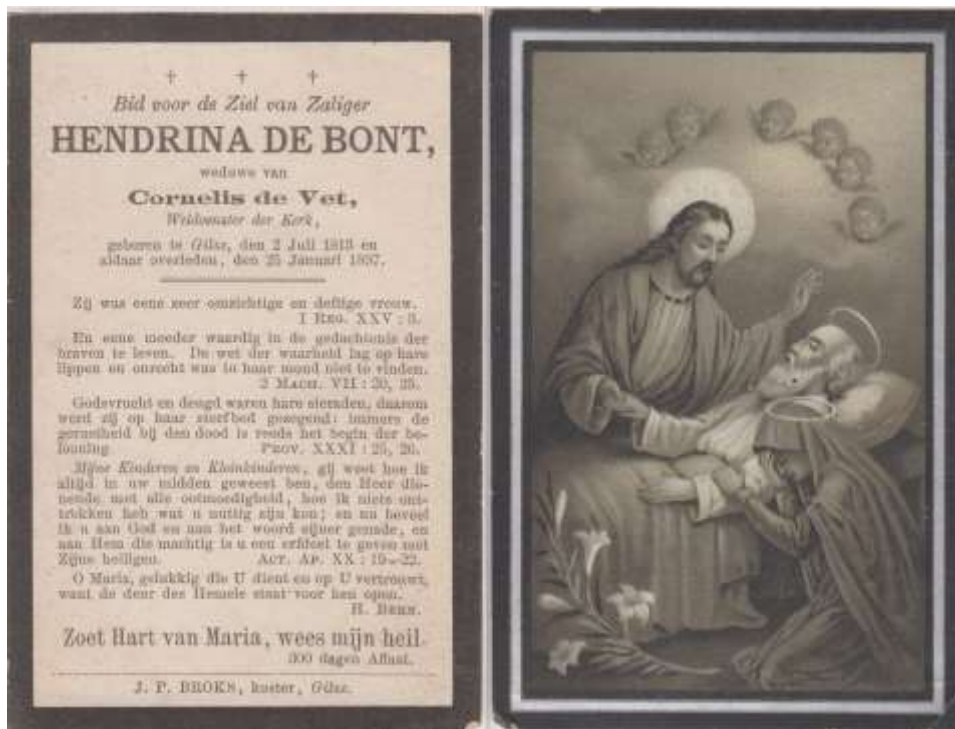 † † †
Bid voor de Ziel van Zaliger
HENDRINA DE BONT,
weduwe van
Cornelis de Vet,
Weldoenster der Kerk,
geboren te Gilze, den 2 Juli 1813 en
aldaar overleden, den 25 Januari 1897.
Zij was eene zeer omzichtige en deftige vrouw.
I REG. XXV : 3.
En eene moeder waardig in de gedachtenis der
braven te leven. De wet der waarheid lag op hare
lippen en onrecht was in haar mond niet te vinden.
2 MACH. VII : 20, 25.
Godsvrucht en deugd waren hare sieraden, daarom
werd zij op haar sterfbed gezegend: immers de
gerustheid bij den dood is reeds het begin der be-
looning PROV. XXXI : 25, 26.
Mijne Kinderen en Kleinkinderen, gij weet hoe ik
altijd in uw midden geweest ben, den Heer die-
nende met alle ootmoedigheid, hoe ik niets ont-
trokken heb wat u nuttig zijn kon; en nu beveel
ik u aan God en aan het woord zijner genade, en
aan Hem die machtig is u een erfdeel te geven met
Zijne heiligen. ACT. AP. XX : 19—22.
O Maria, gelukkig die U dient en op U vertrouwt,
want de deur des Hemels staat voor hen open.
H. BERN.
Zoet Hart van Maria, wees mijn heil.
300 dagen Aflaat.
J. P. BROKS, koster, Gilze.